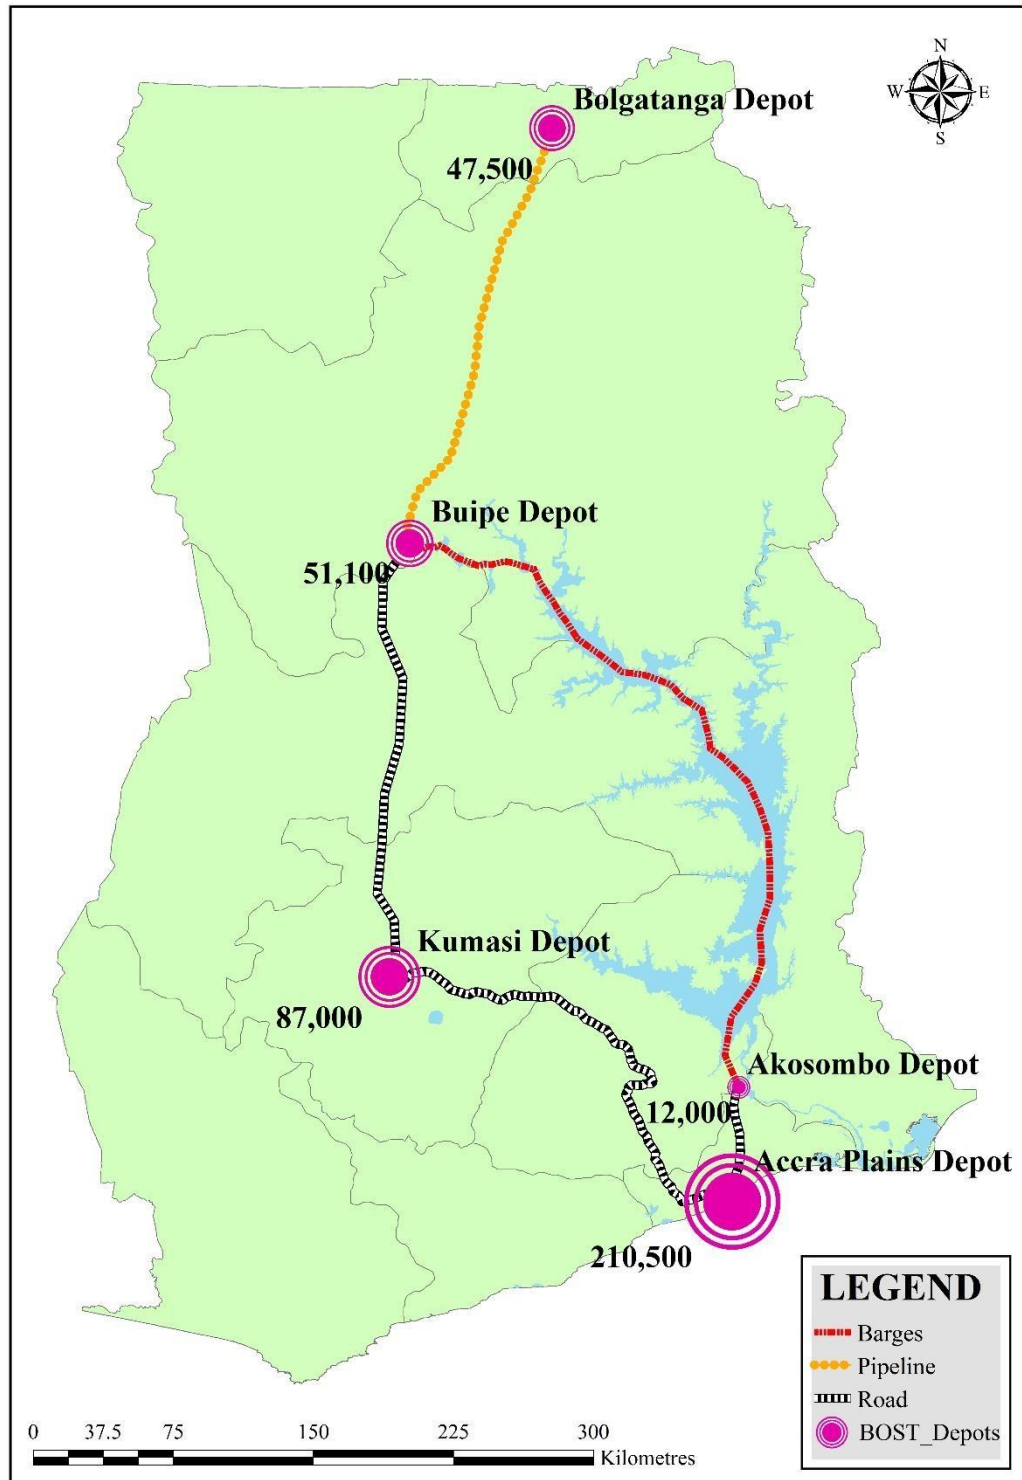 N
W E
S
Bolgatanga Depot
47,500
Buipe Depot
51,100
Kumasi Depot
87,000
Akosombo Depot
12,000
Accra Plains Depot
210,500
LEGEND
Barges
Pipeline
Road
BOST_Depots
0 37.5 75 150 225 300
Kilometres